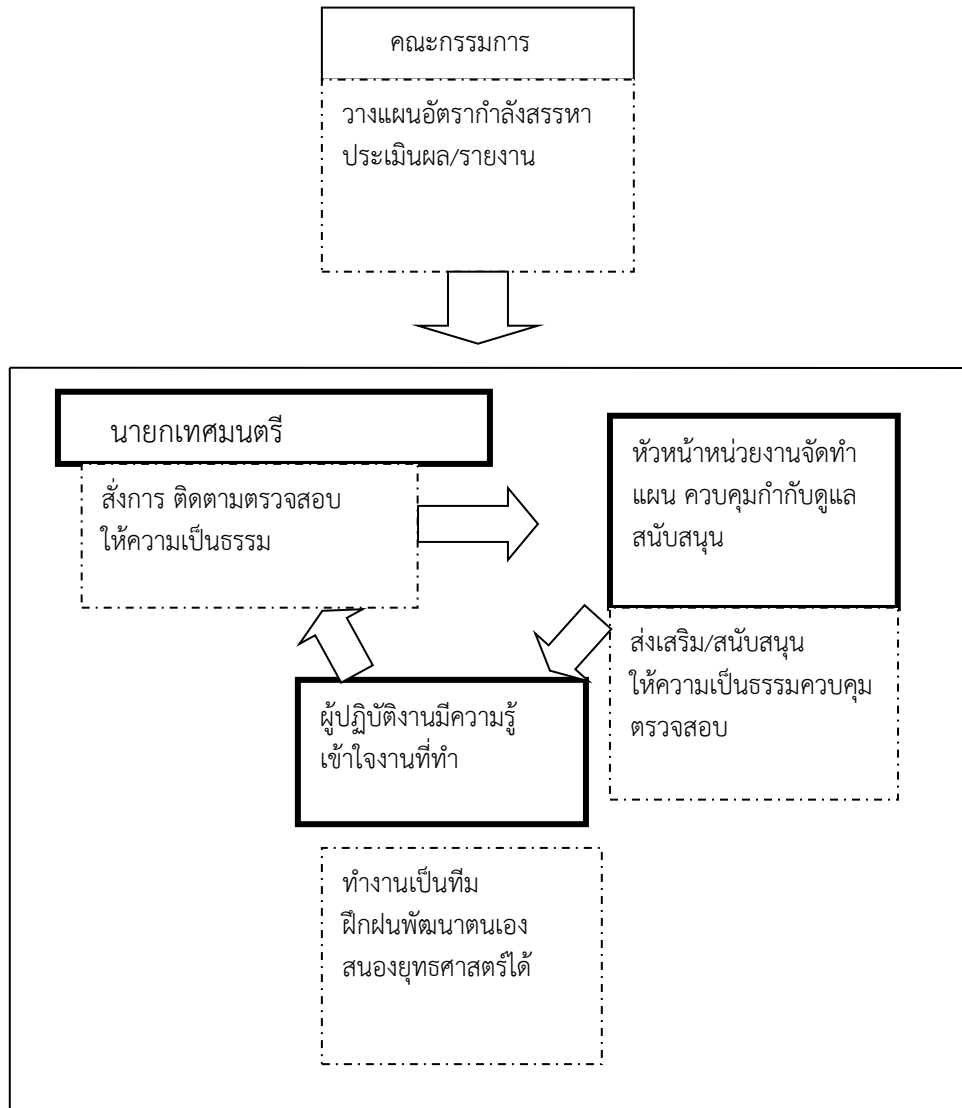 คณะกรรมการ
วางแผนอัตรากำลังสรรหา
ประเมินผล/รายงาน
นายกเทศมนตรี
สั่งการ ติดตามตรวจสอบ
ให้ความเป็นธรรม
หัวหน้าหน่วยงานจัดทำ
แผน ควบคุมกำกับดูแล
สนับสนุน
ส่งเสริม/สนับสนุน
ให้ความเป็นธรรมควบคุม
ตรวจสอบ
ผู้ปฏิบัติงานมีความรู้
เข้าใจงานที่ทำ
ทำงานเป็นทีม
ฝึกฝนพัฒนาตนเอง
สนองยุทธศาสตร์ได้